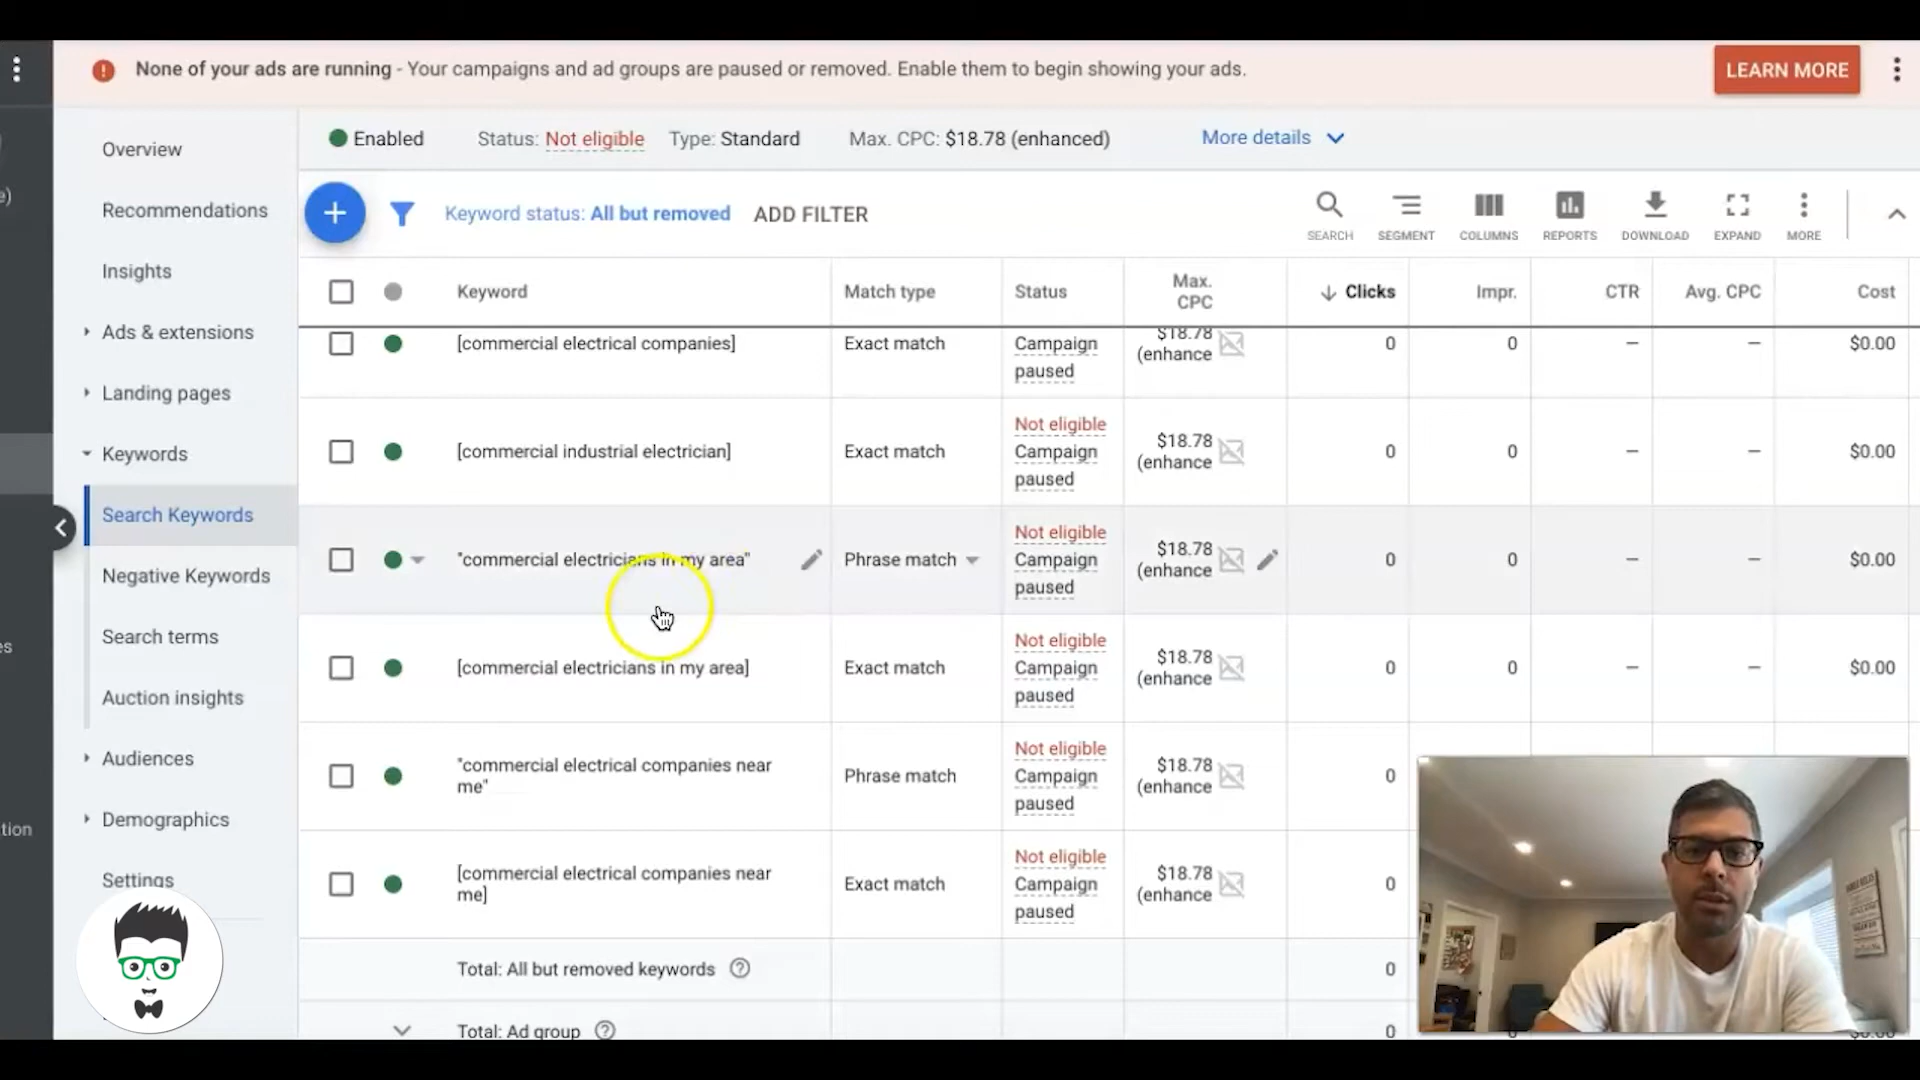 None of your ads are running - Your campaigns and ad groups are paused or removed. Enable them to begin showing your ads.
LEARN MORE
Enabled Status: Not eligible Type: Standard Max. CPC: $18.78 (enhanced) More details
Keyword status: All but removed ADD FILTER
SEARCH SEGMENT COLUMNS REPORTS DOWNLOAD EXPAND MORE
Overview
Recommendations
Insights
Ads & extensions
Landing pages
Keywords
Search Keywords
Negative Keywords
Search terms
Auction insights
Audiences
Demographics
Settings
e)
es
tion
Keyword Match type Status Max. CPC Clicks Impr. CTR Avg. CPC Cost
[commercial electrical companies] Exact match Campaign paused $18.78 (enhance 0 0 — — $0.00
[commercial industrial electrician] Exact match Not eligible Campaign paused $18.78 (enhance 0 0 — — $0.00
"commercial electricians in my area" Phrase match Not eligible Campaign paused $18.78 (enhance 0 0 — — $0.00
[commercial electricians in my area] Exact match Not eligible Campaign paused $18.78 (enhance 0 0 — — $0.00
"commercial electrical companies near me" Phrase match Not eligible Campaign paused $18.78 (enhance 0
[commercial electrical companies near me] Exact match Not eligible Campaign paused $18.78 (enhance 0
Total: All but removed keywords 0
Total: Ad group 0